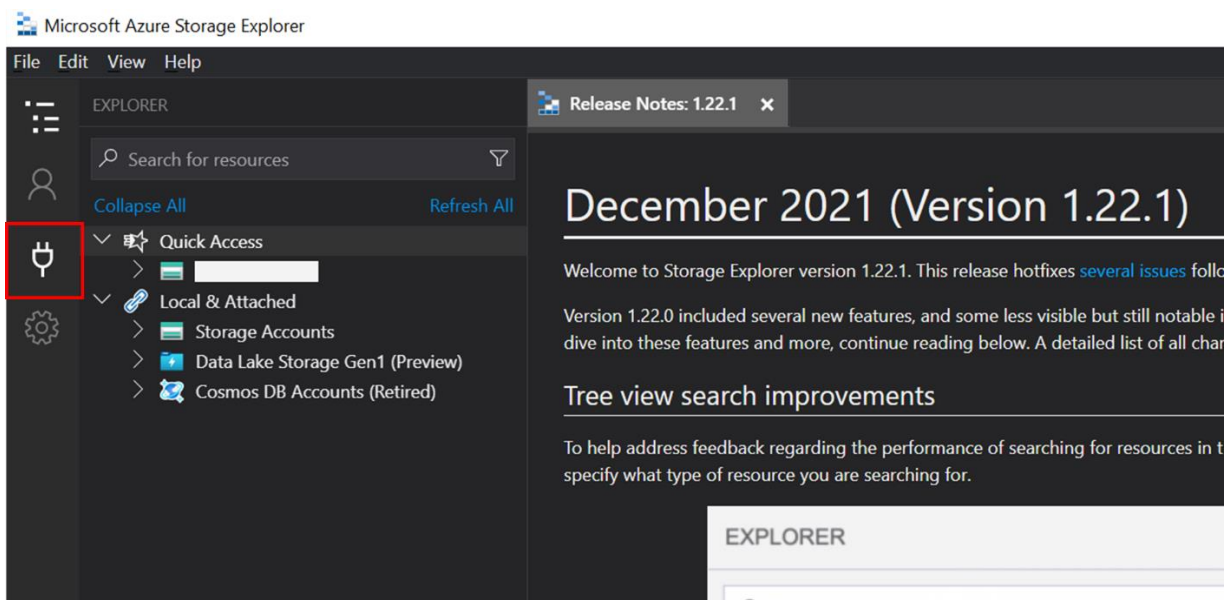 Microsoft Azure Storage Explorer
File Edit View Help
EXPLORER
Search for resources
Collapse All Refresh All
Quick Access
Local & Attached
Storage Accounts
Data Lake Storage Gen1 (Preview)
Cosmos DB Accounts (Retired)
Release Notes: 1.22.1
December 2021 (Version 1.22.1)
Welcome to Storage Explorer version 1.22.1. This release hotfixes several issues follo
Version 1.22.0 included several new features, and some less visible but still notable i
dive into these features and more, continue reading below. A detailed list of all char
Tree view search improvements
To help address feedback regarding the performance of searching for resources in t
specify what type of resource you are searching for.
EXPLORER